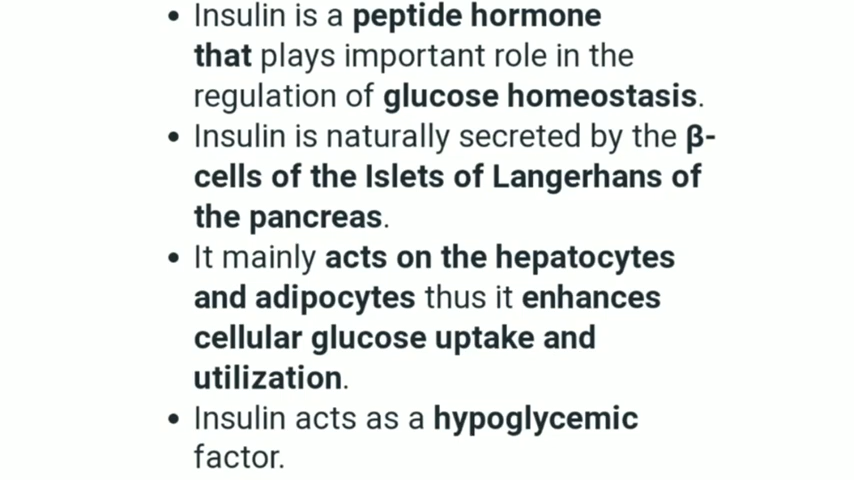 • Insulin is a peptide hormone
that plays important role in the
regulation of glucose homeostasis.
• Insulin is naturally secreted by the β-
cells of the Islets of Langerhans of
the pancreas.
• It mainly acts on the hepatocytes
and adipocytes thus it enhances
cellular glucose uptake and
utilization.
• Insulin acts as a hypoglycemic
factor.